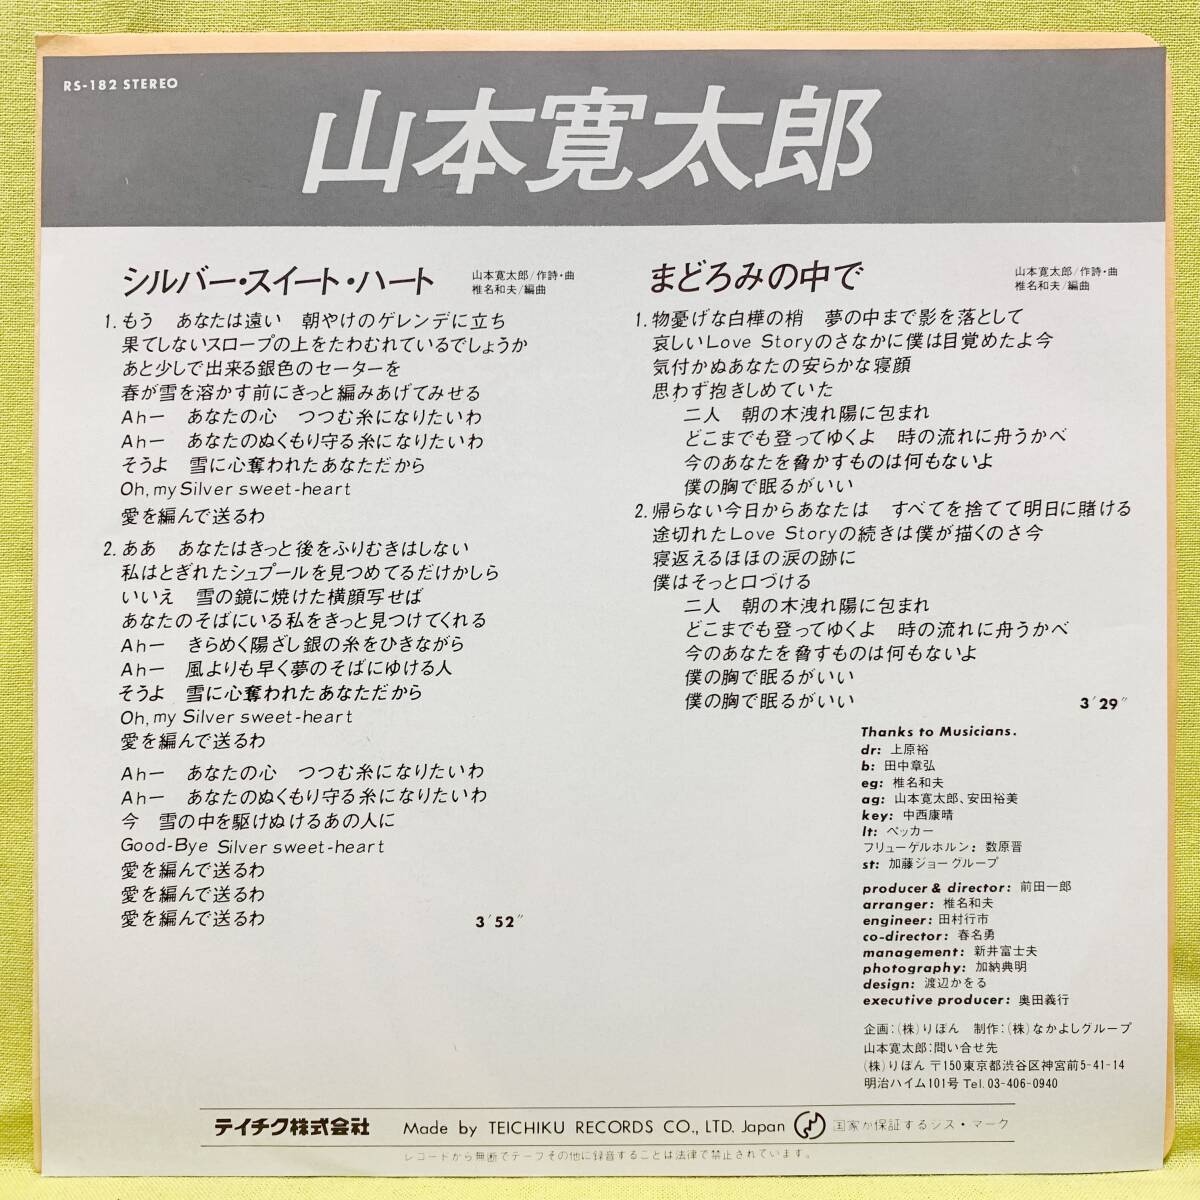 RS-182 STEREO
山本寛太郎
シルバー・スイート・ハート
山本寛太郎/作詩・曲
椎名和夫/編曲
1. もう　あなたは遠い　朝やけのゲレンデに立ち
果てしないスロープの上をたわむれているでしょうか
あと少しで出来る銀色のセーターを
春が雪を溶かす前にきっと編みあげてみせる
Ahー　あなたの心　つつむ糸になりたいわ
Ahー　あなたのぬくもり守る糸になりたいわ
そうよ　雪に心奪われたあなただから
Oh, my Silver sweet-heart
愛を編んで送るわ
2. ああ　あなたはきっと後をふりむきはしない
私はとぎれたシュプールを見つめてるだけかしら
いいえ　雪の鏡に焼けた横顔写せば
あなたのそばにいる私をきっと見つけてくれる
Ahー　きらめく陽ざし銀の糸をひきながら
Ahー　風よりも早く夢のそばにゆける人
そうよ　雪に心奪われたあなただから
Oh, my Silver sweet-heart
愛を編んで送るわ
Ahー　あなたの心　つつむ糸になりたいわ
Ahー　あなたのぬくもり守る糸になりたいわ
今　雪の中を駆けぬけるあの人に
Good-Bye Silver sweet-heart
愛を編んで送るわ
愛を編んで送るわ
愛を編んで送るわ
3′52″
まどろみの中で
山本寛太郎/作詩・曲
椎名和夫/編曲
1. 物憂げな白樺の梢　夢の中まで影を落として
哀しいLove Storyのさなかに僕は目覚めたよ今
気付かぬあなたの安らかな寝顔
思わず抱きしめていた
二人　朝の木洩れ陽に包まれ
どこまでも登ってゆくよ　時の流れに舟うかべ
今のあなたを脅かすものは何もないよ
僕の胸で眠るがいい
2. 帰らない今日からあなたは　すべてを捨てて明日に賭ける
途切れたLove Storyの続きは僕が描くのさ今
寝返えるほほの涙の跡に
僕はそっと口づける
二人　朝の木洩れ陽に包まれ
どこまでも登ってゆくよ　時の流れに舟うかべ
今のあなたを脅すものは何もないよ
僕の胸で眠るがいい
僕の胸で眠るがいい
3′29″
Thanks to Musicians.
dr: 上原裕
b: 田中章弘
eg: 椎名和夫
ag: 山本寛太郎、安田裕美
key: 中西康晴
lt: ペッカー
フリューゲルホルン: 数原晋
st: 加藤ジョーグループ
producer & director: 前田一郎
arranger: 椎名和夫
engineer: 田村行市
co-director: 春名勇
management: 新井富士夫
photography: 加納典明
design: 渡辺かをる
executive producer: 奥田義行
企画:(株)りぼん　制作:(株)なかよしグループ
山本寛太郎:問い合せ先
(株)りぼん 〒150東京都渋谷区神宮前5-41-14
明治ハイム101号 Tel. 03-406-0940
テイチク株式会社　Made by TEICHIKU RECORDS CO., LTD. Japan　国家が保証するジス・マーク
レコードから無断でテープその他に録音することは法律で禁止されています。